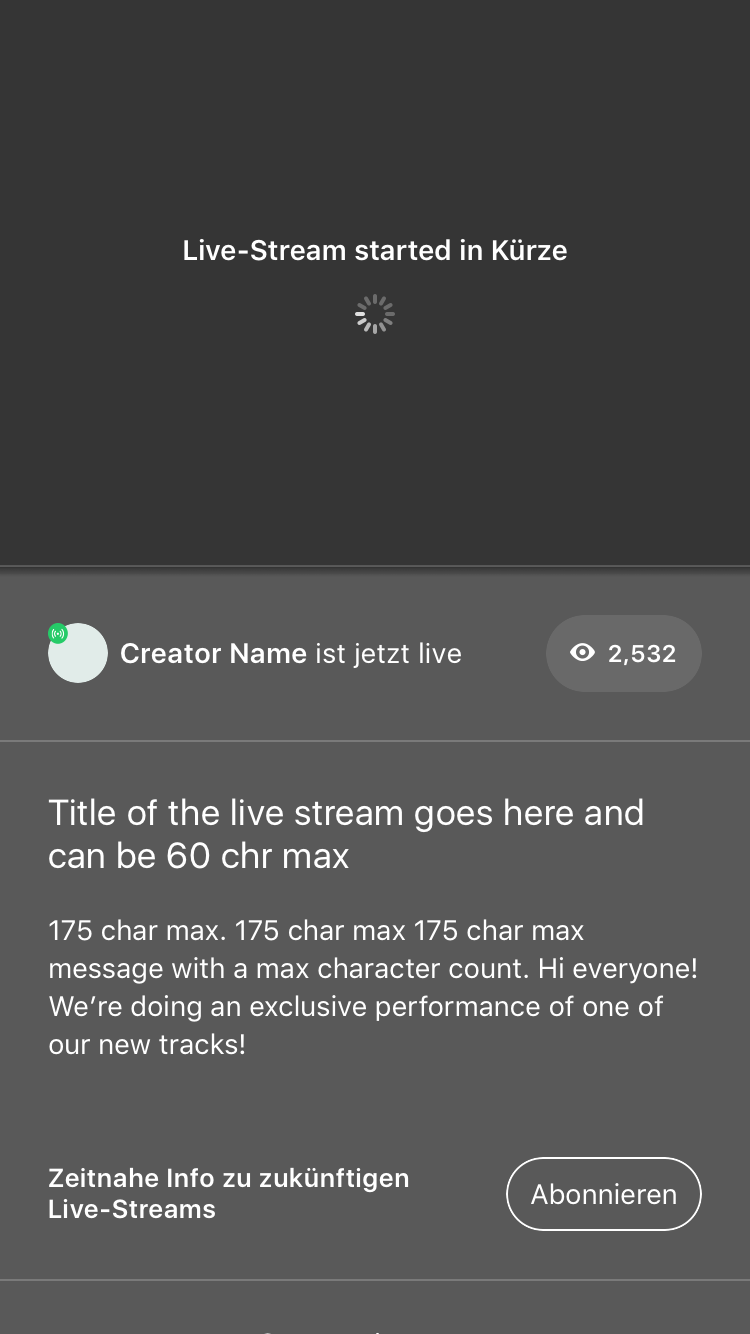 Live-Stream started in Kürze
Creator Name ist jetzt live
2,532
Title of the live stream goes here and
can be 60 chr max
175 char max. 175 char max 175 char max
message with a max character count. Hi everyone!
We’re doing an exclusive performance of one of
our new tracks!
Zeitnahe Info zu zukünftigen
Live-Streams
Abonnieren